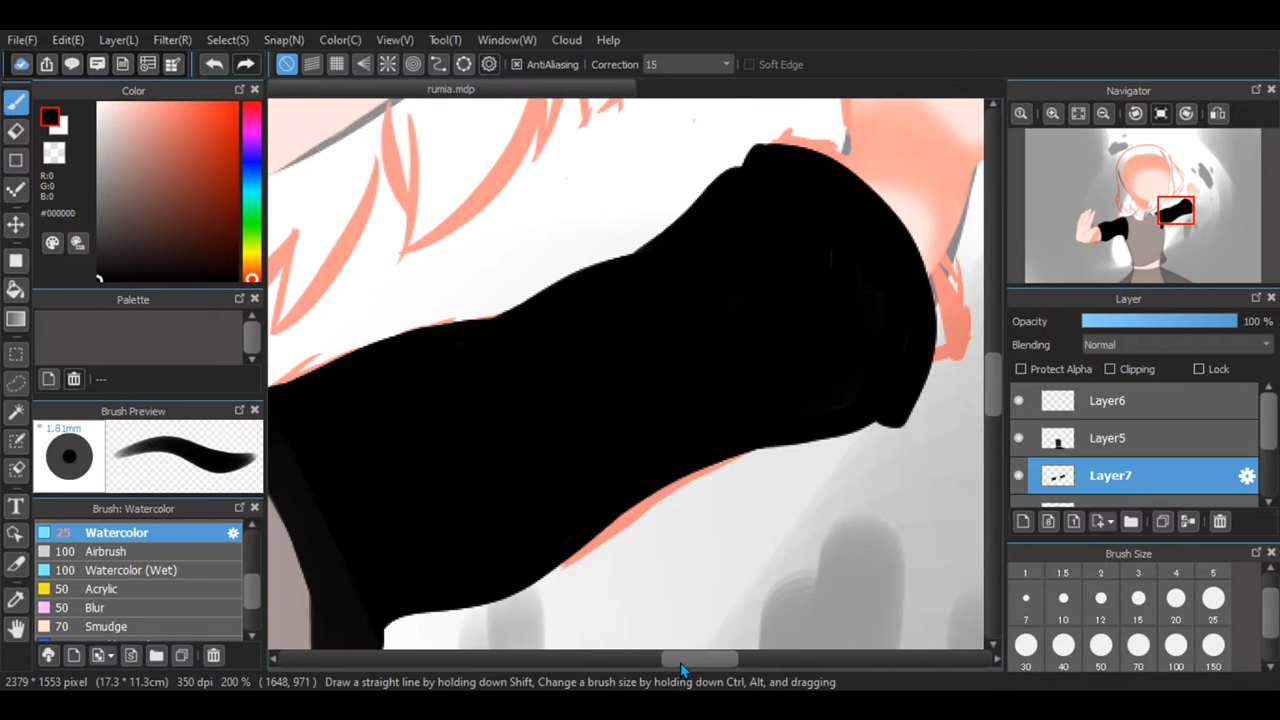 File(F) Edit(E) Layer(L) Filter(R) Select(S) Snap(N) Color(C) View(V) Tool(T) Window(W) Cloud Help
AntiAliasing Correction 15 Soft Edge
Color
rumia.mdp
Navigator
R:0
G:0
B:0
#000000
Palette
---
Brush Preview
* 1.81mm
Brush: Watercolor
25 Watercolor
100 Airbrush
100 Watercolor (Wet)
50 Acrylic
50 Blur
70 Smudge
Layer
Opacity 100 %
Blending Normal
Protect Alpha Clipping Lock
Layer6
Layer5
Layer7
Brush Size
1 1.5 2 3 4 5
7 10 12 15 20 25
30 40 50 70 100 150
2379 * 1553 pixel (17.3 * 11.3cm) 350 dpi 200 % ( 1648, 971 ) Draw a straight line by holding down Shift, Change a brush size by holding down Ctrl, Alt, and dragging